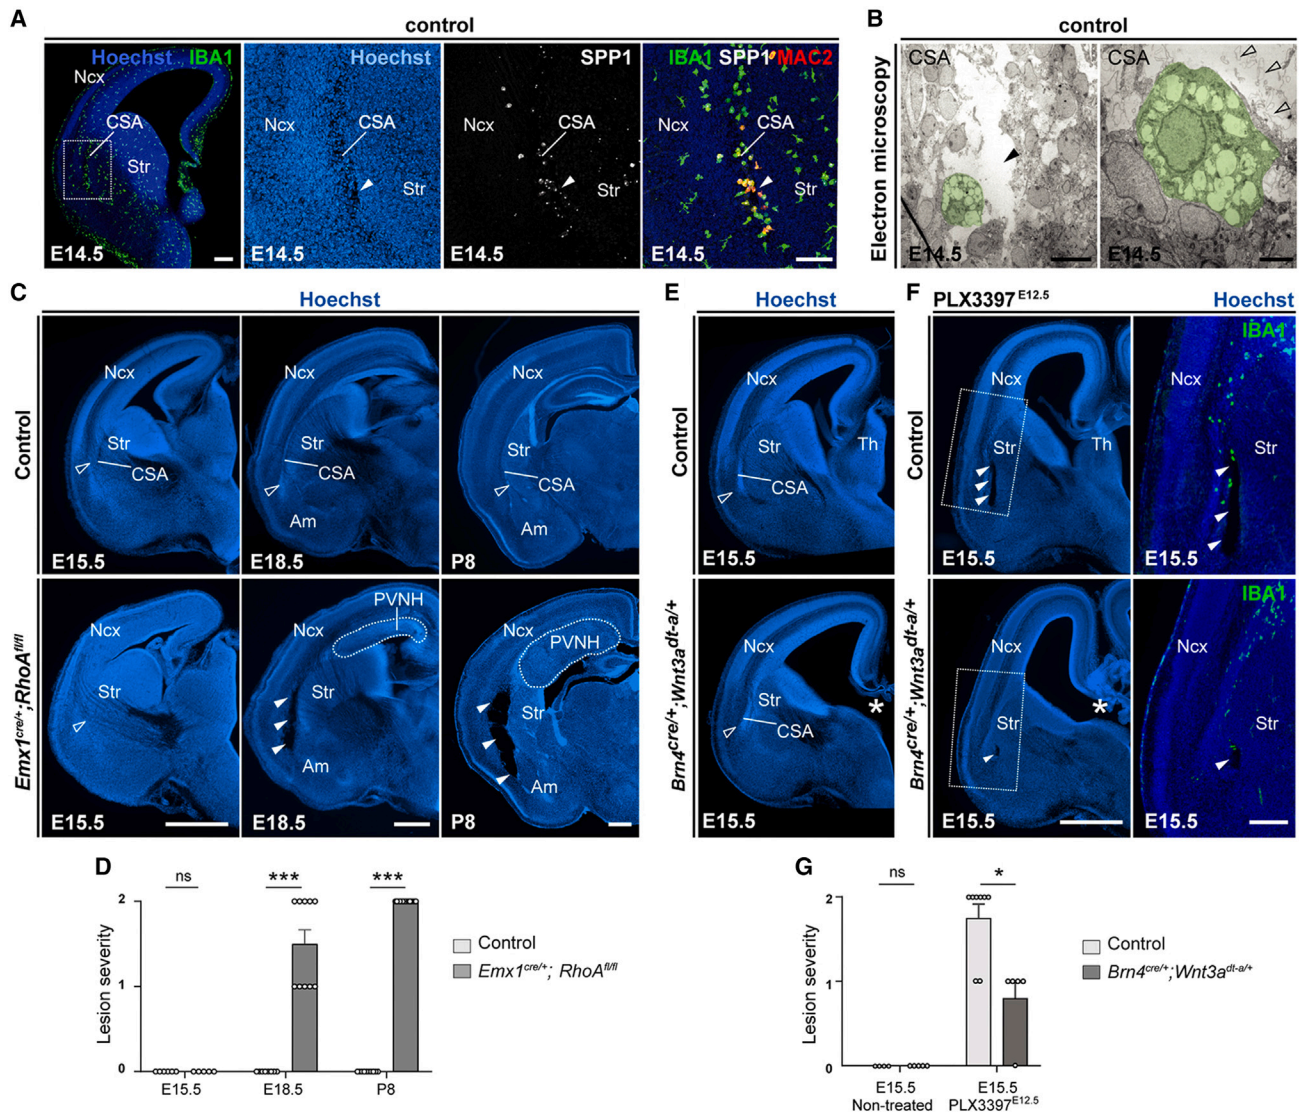 A
control
Hoechst IBA1
Ncx
CSA
Str
E14.5
Hoechst
Ncx
CSA
Str
E14.5
SPP1
Ncx
CSA
Str
E14.5
IBA1 SPP1 MAC2
Ncx
CSA
Str
E14.5
B
control
Electron microscopy
CSA
E14.5
CSA
E14.5
C
Hoechst
Control
Ncx
Str
CSA
E15.5
Ncx
Str
CSA
Am
E18.5
Ncx
Str
CSA
Am
P8
Emx1cre/+;RhoAfl/fl
Ncx
Str
E15.5
PVNH
Ncx
Str
Am
E18.5
Ncx
PVNH
Str
Am
P8
E
Hoechst
Control
Ncx
Str
Th
CSA
E15.5
Brn4cre/+;Wnt3adt-a/+
Ncx
Str
*
CSA
E15.5
F
PLX3397E12.5
Hoechst
Control
Ncx
Str
Th
E15.5
IBA1
Ncx
Str
E15.5
Brn4cre/+;Wnt3adt-a/+
Ncx
Str
*
E15.5
IBA1
Ncx
Str
E15.5
D
ns
***
***
Lesion severity
2
1
0
E15.5
E18.5
P8
Control
Emx1cre/+; RhoAfl/fl
G
ns
*
Lesion severity
2
1
0
E15.5
Non-treated
E15.5
PLX3397E12.5
Control
Brn4cre/+;Wnt3adt-a/+